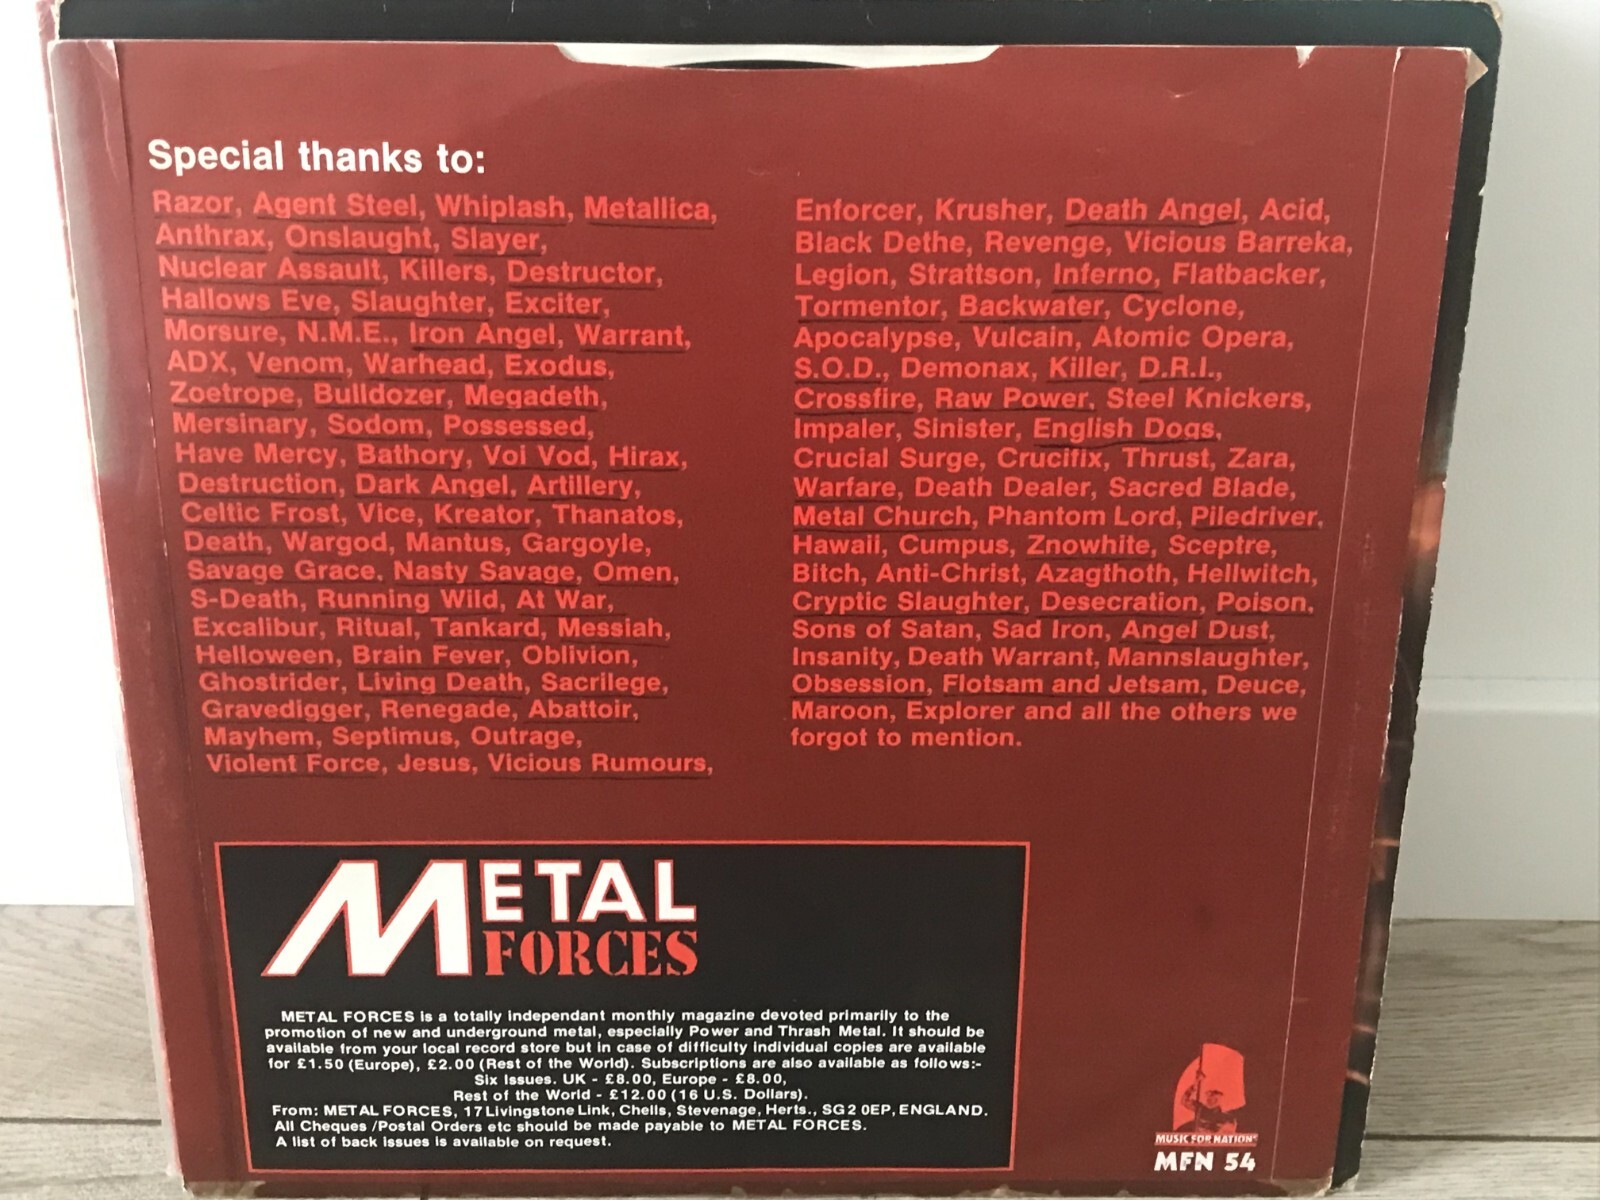 Special thanks to:
Razor, Agent Steel, Whiplash, Metallica,
Anthrax, Onslaught, Slayer,
Nuclear Assault, Killers, Destructor,
Hallows Eve, Slaughter, Exciter,
Morsure, N.M.E., Iron Angel, Warrant,
ADX, Venom, Warhead, Exodus,
Zoetrope, Bulldozer, Megadeth,
Mersinary, Sodom, Possessed,
Have Mercy, Bathory, Voi Vod, Hirax,
Destruction, Dark Angel, Artillery,
Celtic Frost, Vice, Kreator, Thanatos,
Death, Wargod, Mantus, Gargoyle,
Savage Grace, Nasty Savage, Omen,
S-Death, Running Wild, At War,
Excalibur, Ritual, Tankard, Messiah,
Helloween, Brain Fever, Oblivion,
Ghostrider, Living Death, Sacrilege,
Gravedigger, Renegade, Abattoir,
Mayhem, Septimus, Outrage,
Violent Force, Jesus, Vicious Rumours,
Enforcer, Krusher, Death Angel, Acid,
Black Dethe, Revenge, Vicious Barreka,
Legion, Strattson, Inferno, Flatbacker,
Tormentor, Backwater, Cyclone,
Apocalypse, Vulcain, Atomic Opera,
S.O.D., Demonax, Killer, D.R.I.,
Crossfire, Raw Power, Steel Knickers,
Impaler, Sinister, English Dogs,
Crucial Surge, Crucifix, Thrust, Zara,
Warfare, Death Dealer, Sacred Blade,
Metal Church, Phantom Lord, Piledriver,
Hawaii, Cumpus, Znowhite, Sceptre,
Bitch, Anti-Christ, Azagthoth, Hellwitch,
Cryptic Slaughter, Desecration, Poison,
Sons of Satan, Sad Iron, Angel Dust,
Insanity, Death Warrant, Mannslaughter,
Obsession, Flotsam and Jetsam, Deuce,
Maroon, Explorer and all the others we
forgot to mention.
METAL
FORCES
METAL FORCES is a totally independant monthly magazine devoted primarily to the
promotion of new and underground metal, especially Power and Thrash Metal. It should be
available from your local record store but in case of difficulty individual copies are available
for £1.50 (Europe), £2.00 (Rest of the World). Subscriptions are also available as follows:-
Six Issues. UK - £8.00, Europe - £8.00,
Rest of the World - £12.00 (16 U.S. Dollars).
From: METAL FORCES, 17 Livingstone Link, Chells, Stevenage, Herts., SG2 0EP, ENGLAND.
All Cheques /Postal Orders etc should be made payable to METAL FORCES.
A list of back issues is available on request.
MUSIC FOR NATIONS
MFN 54